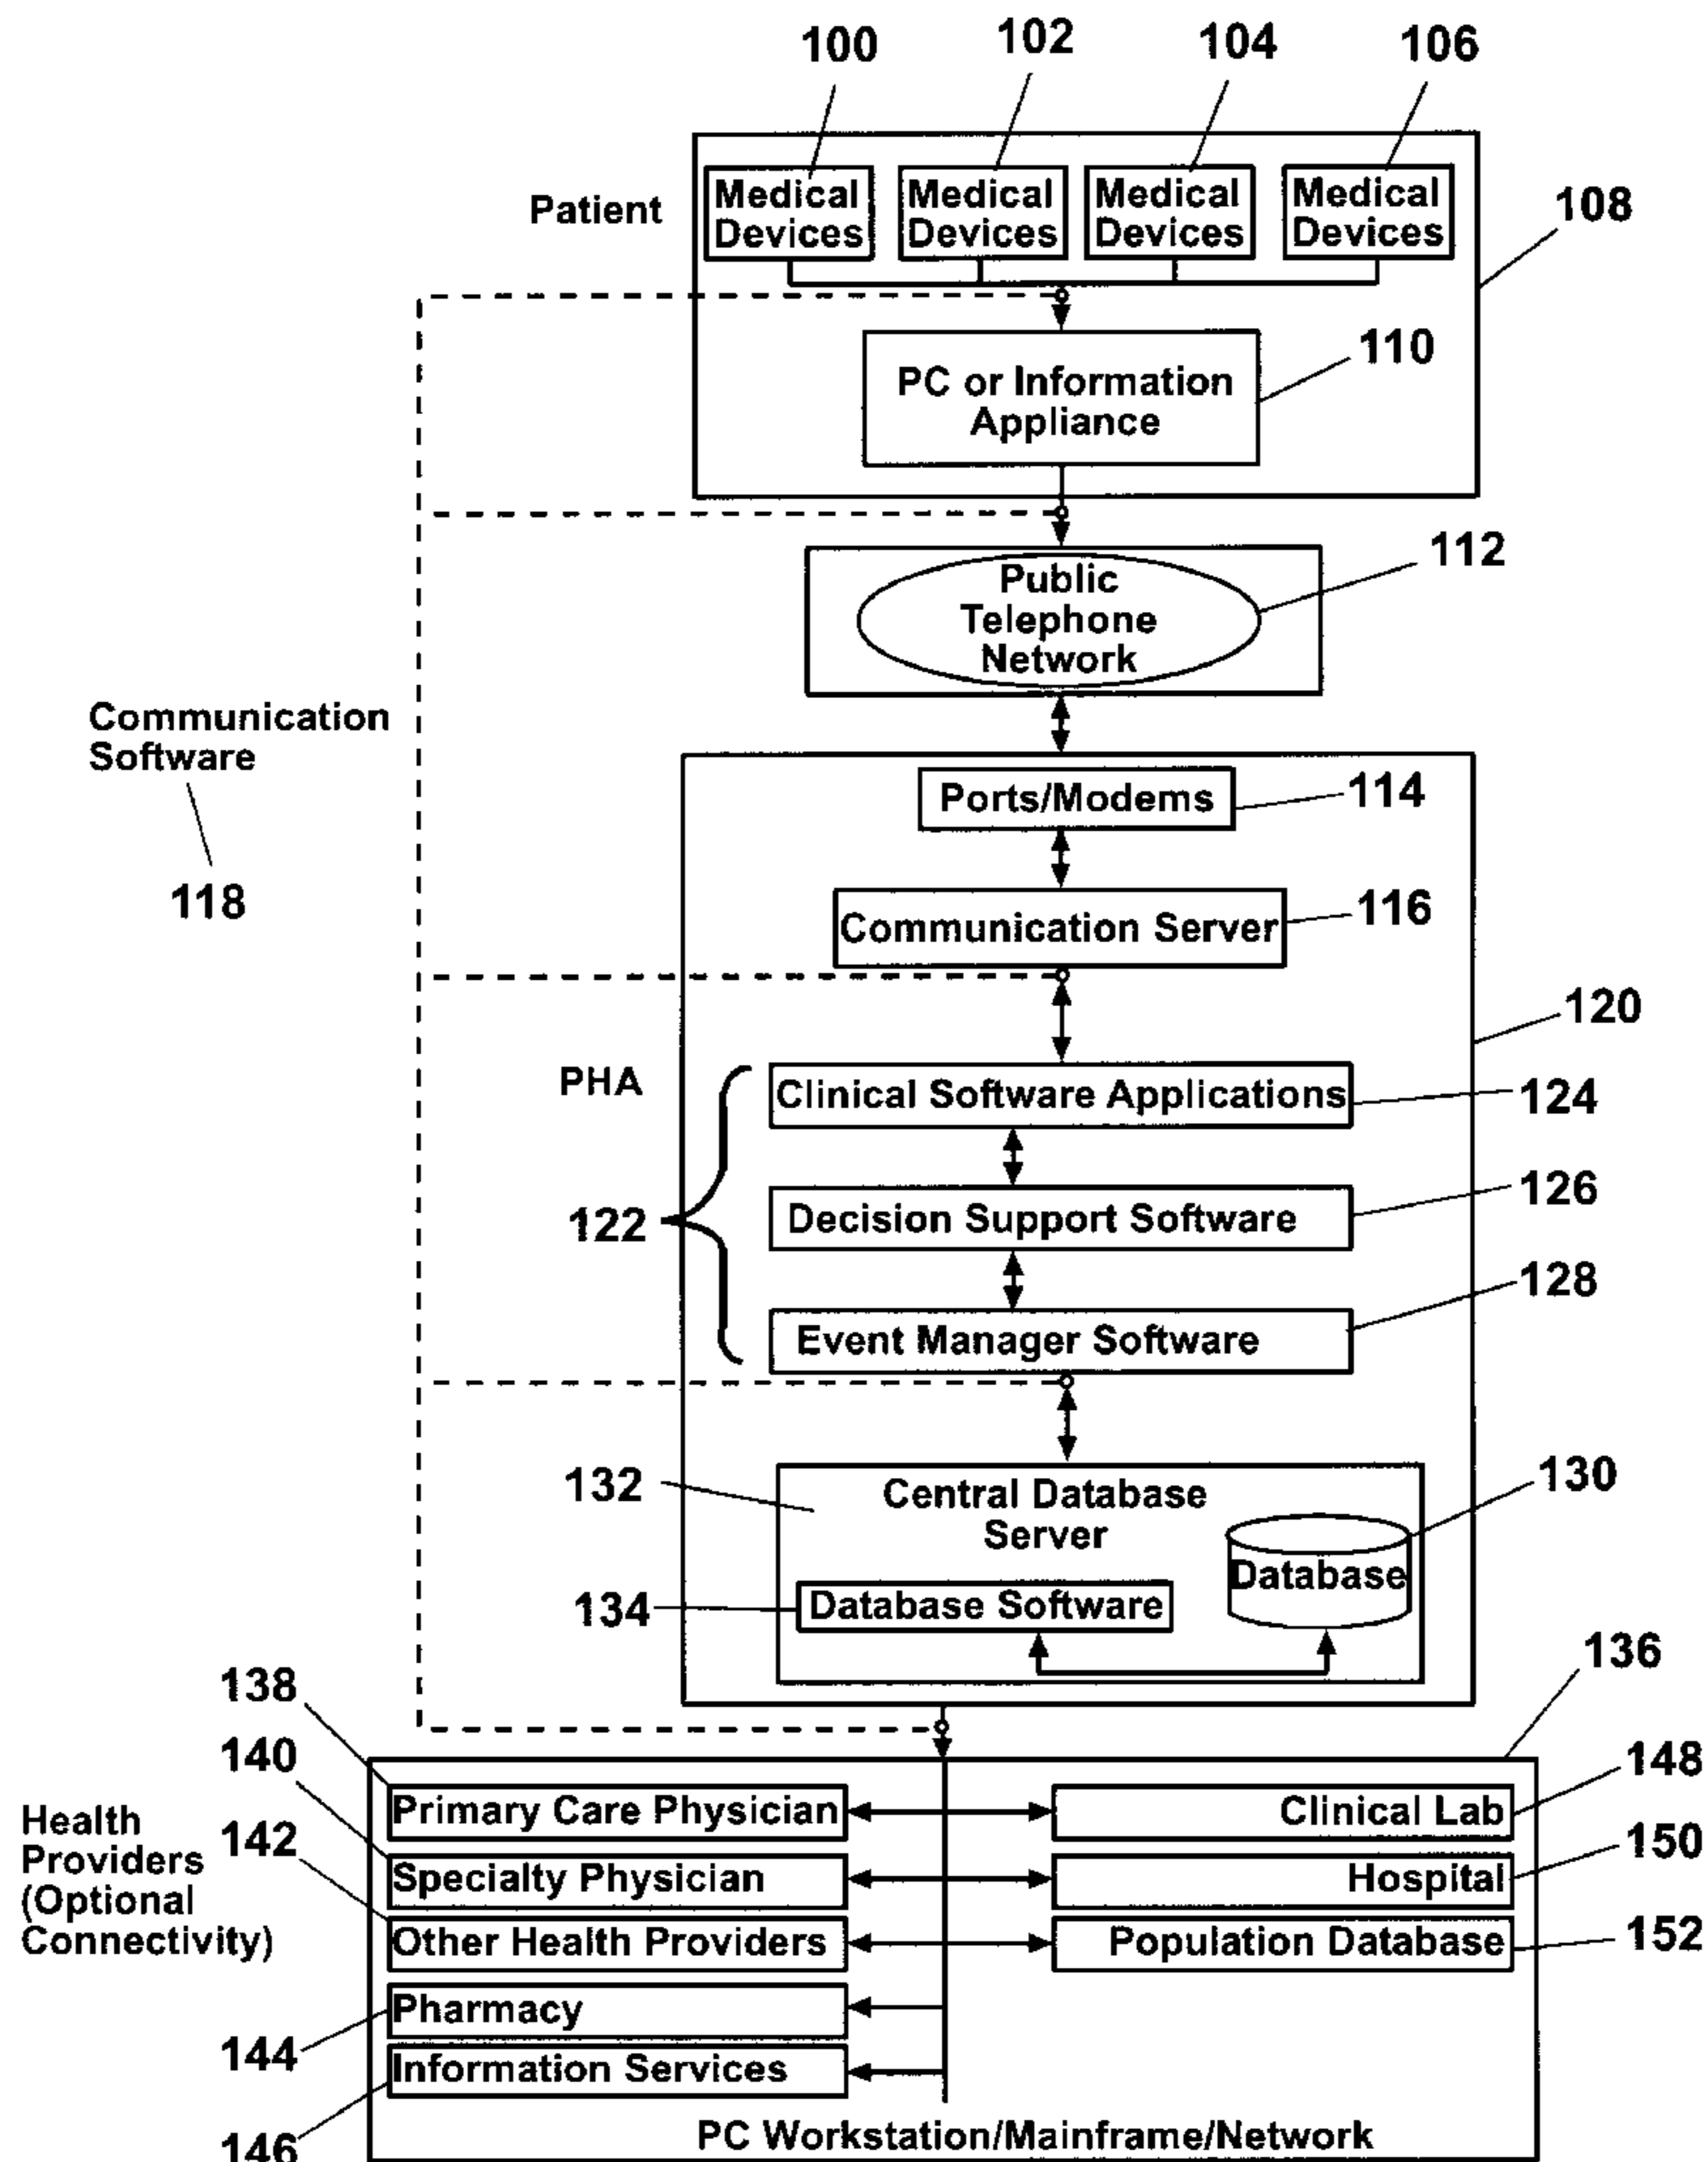 100
102
104
106
Patient
Medical
Devices
Medical
Devices
Medical
Devices
Medical
Devices
108
PC or Information
Appliance
110
Public
Telephone
Network
112
Communication
Software
118
Ports/Modems
114
Communication Server
116
120
PHA
122
Clinical Software Applications
124
Decision Support Software
126
Event Manager Software
128
132
Central Database
Server
130
Database
134
Database Software
136
138
140
142
144
146
Health
Providers
(Optional
Connectivity)
Primary Care Physician
Specialty Physician
Other Health Providers
Pharmacy
Information Services
Clinical Lab
Hospital
Population Database
148
150
152
PC Workstation/Mainframe/Network